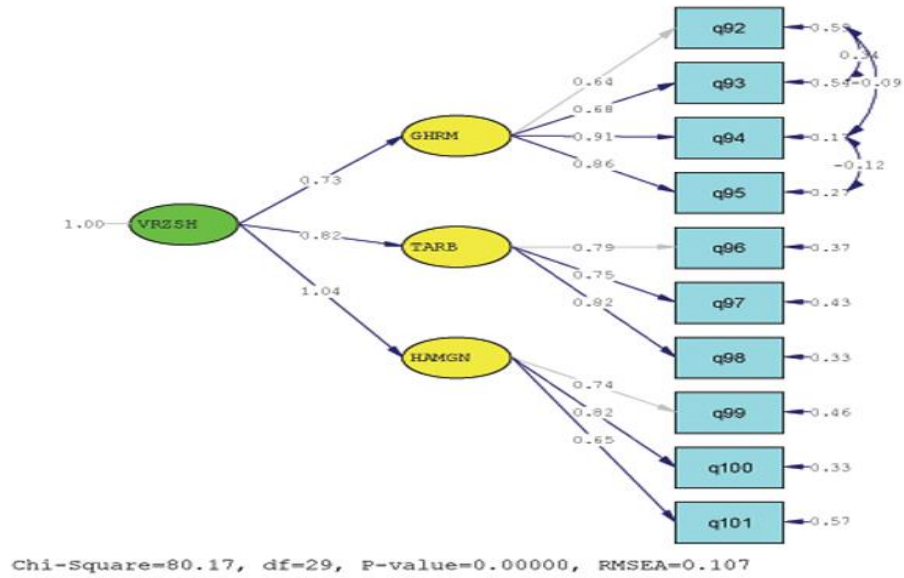 q92
0.59
0.34
0.64
q93
0.54
-0.09
0.68
GHRM
0.91
q94
0.17
0.86
-0.12
0.73
q95
0.27
1.00
VRZSH
0.82
TARB
0.79
q96
0.37
0.75
1.04
q97
0.43
0.82
HAMGN
q98
0.33
0.74
0.82
q99
0.46
0.65
q100
0.33
q101
0.57
Chi-Square=80.17, df=29, P-value=0.00000, RMSEA=0.107